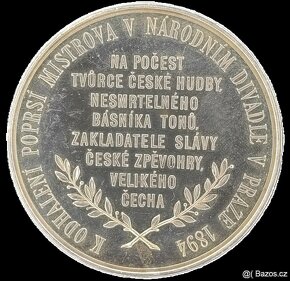 K ODHALENÍ POPRSÍ MISTROVA V NÁRODNÍM DIVADLE V PRAZE 1894
NA POČEST
TVŮRCE ČESKÉ HUDBY,
NESMRTELNÉHO
BÁSNÍKA TONŮ,
ZAKLADATELE SLÁVY
ČESKÉ ZPĚVOHRY,
VELIKÉHO
ČECHA
@( Bazos.cz